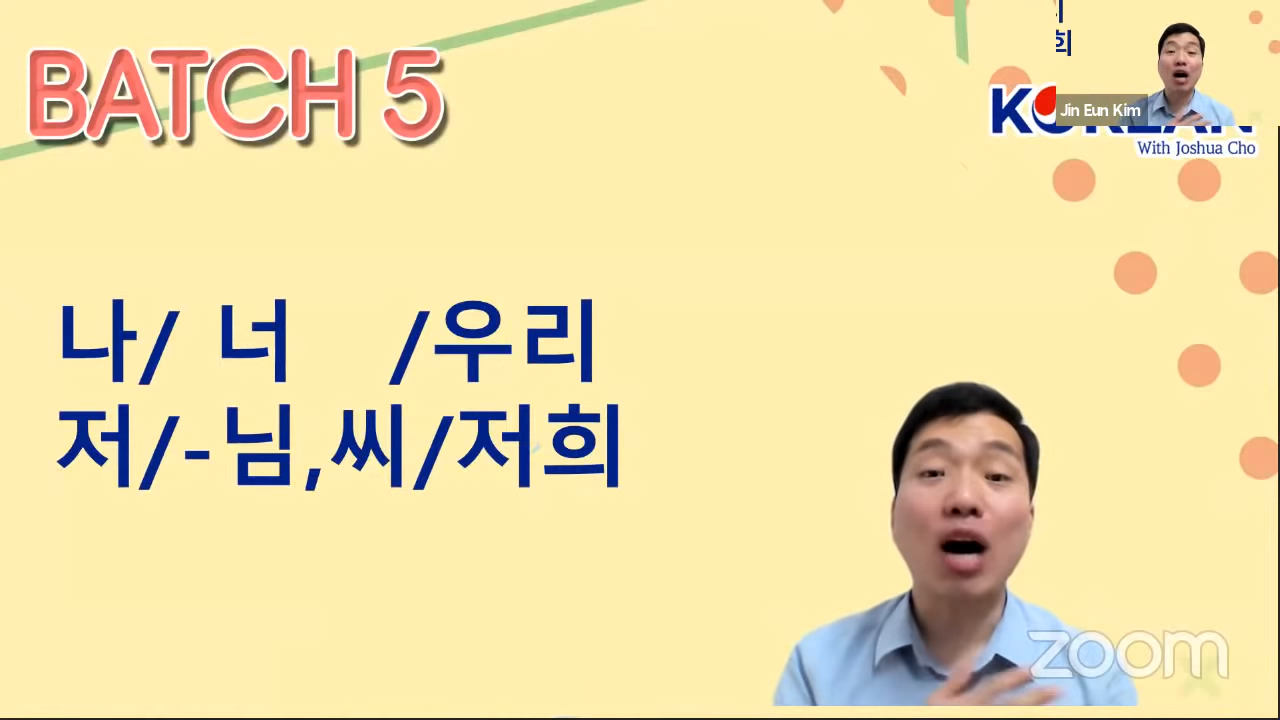 BATCH 5
희
Jin Eun Kim
KOREAN
With Joshua Cho
나/ 너 /우리
저/-님,씨/저희
zoom